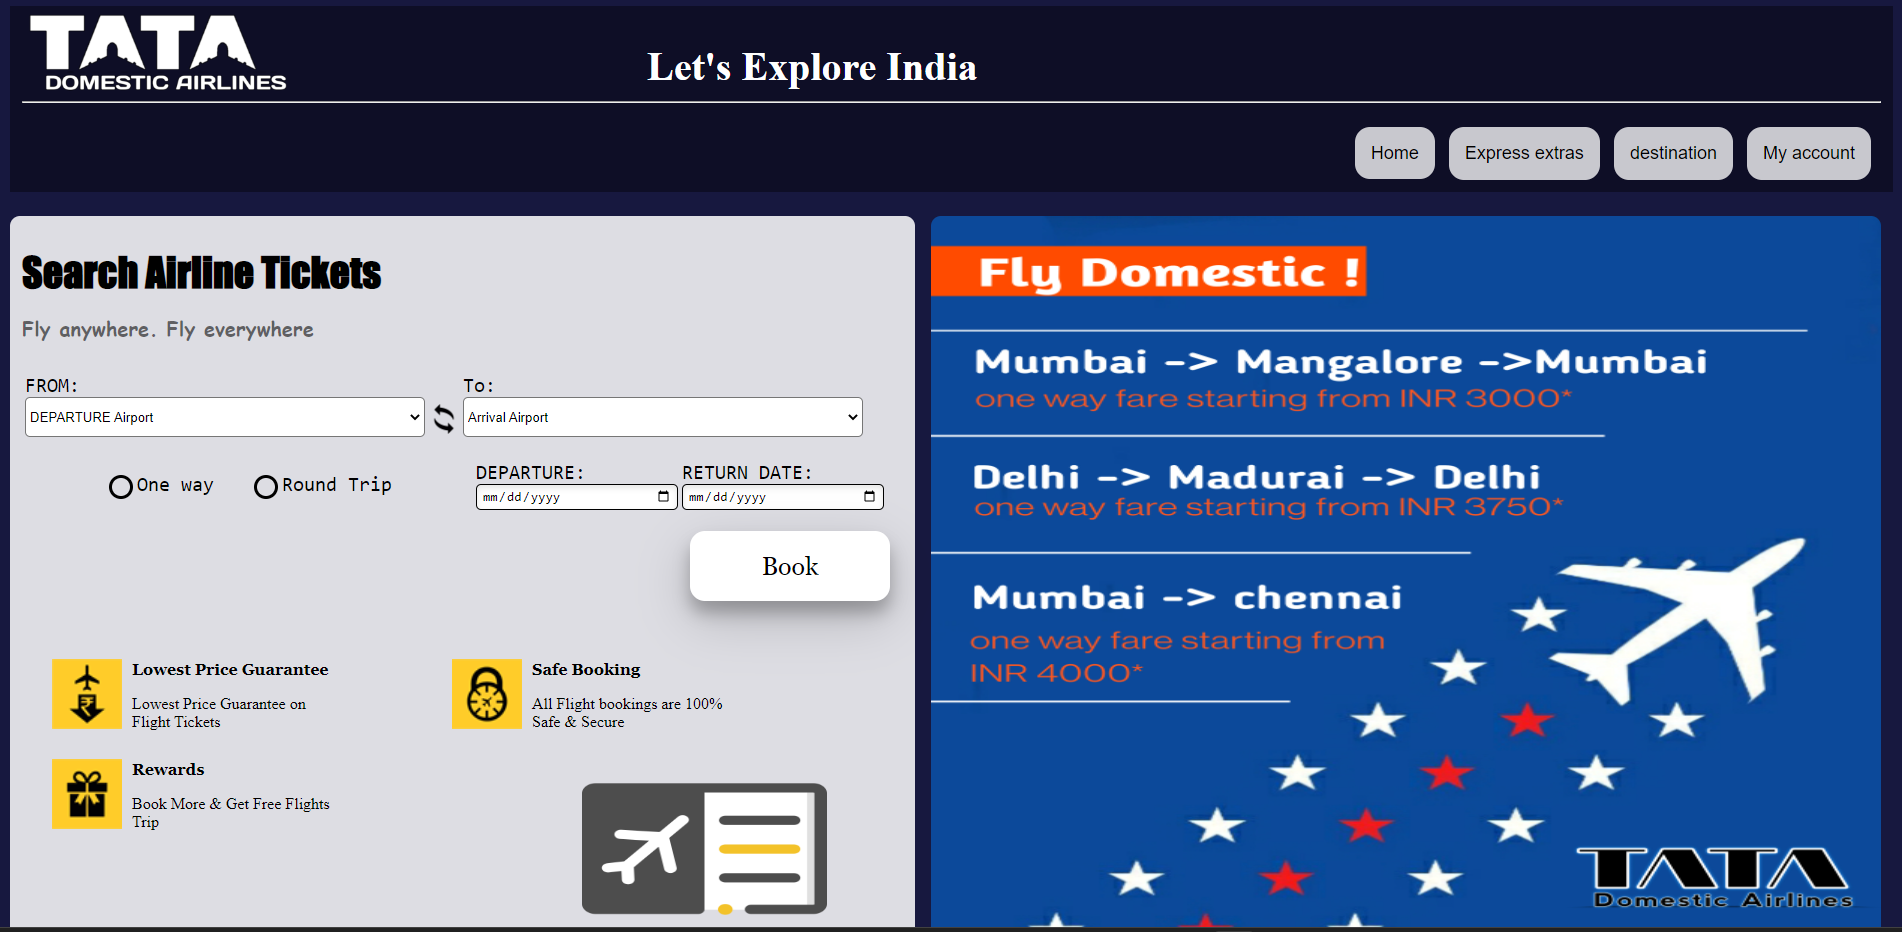 TATA
DOMESTIC AIRLINES
Let's Explore India
Home
Express extras
destination
My account
Search Airline Tickets
Fly anywhere. Fly everywhere
FROM:
To:
DEPARTURE Airport
Arrival Airport
One way
Round Trip
DEPARTURE:
RETURN DATE:
mm/dd/yyyy
mm/dd/yyyy
Book
Lowest Price Guarantee
Lowest Price Guarantee on
Flight Tickets
Safe Booking
All Flight bookings are 100%
Safe & Secure
Rewards
Book More & Get Free Flights
Trip
Fly Domestic !
Mumbai -> Mangalore ->Mumbai
one way fare starting from INR 3000*
Delhi -> Madurai -> Delhi
one way fare starting from INR 3750*
Mumbai -> chennai
one way fare starting from
INR 4000*
TATA
Domestic Airlines